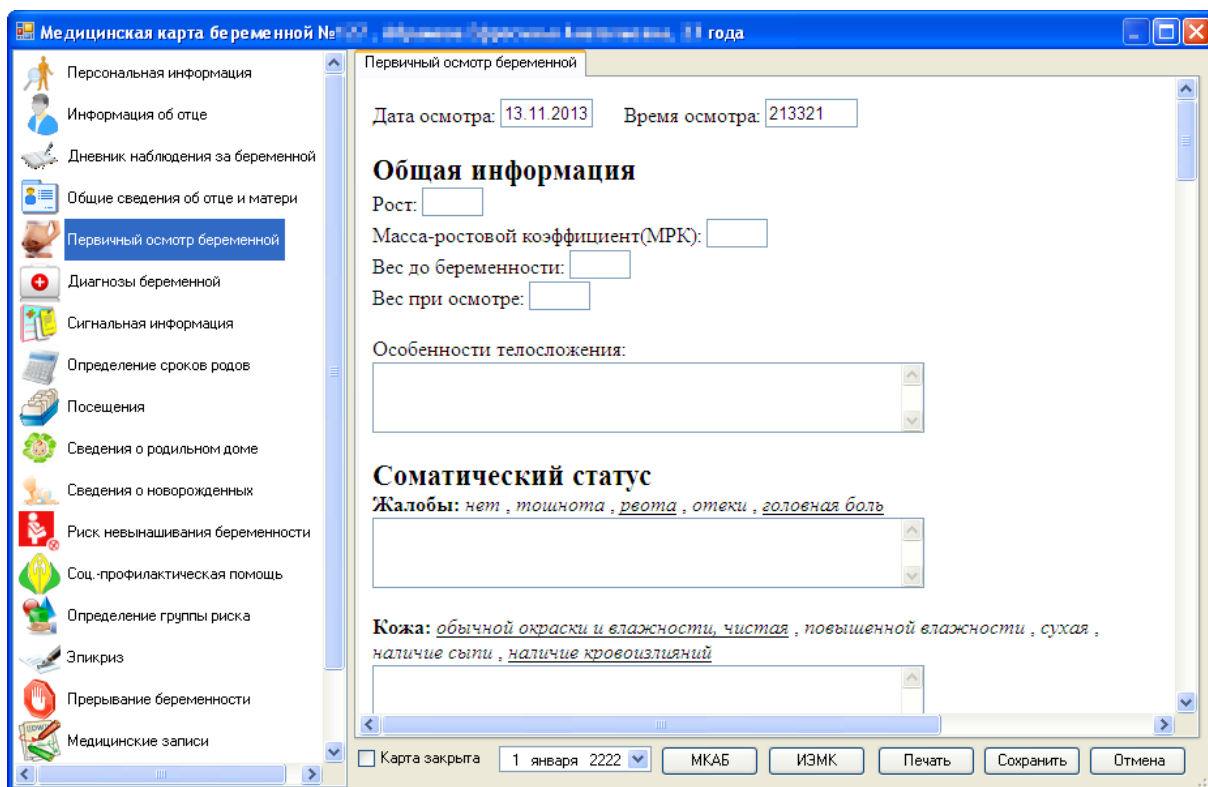 Медицинская карта беременной № года
Персональная информация
Информация об отце
Дневник наблюдения за беременной
Общие сведения об отце и матери
Первичный осмотр беременной
Диагнозы беременной
Сигнальная информация
Определение сроков родов
Посещения
Сведения о родильном доме
Сведения о новорожденных
Риск невынашивания беременности
Соц.-профилактическая помощь
Определение группы риска
Эпикриз
Прерывание беременности
Медицинские записи
Первичный осмотр беременной
Дата осмотра: 13.11.2013 Время осмотра: 213321
Общая информация
Рост:
Масса-ростовой коэффициент(МРК):
Вес до беременности:
Вес при осмотре:
Особенности телосложения:
Соматический статус
Жалобы: нет , тошнота , рвота , отеки , головная боль
Кожа: обычной окраски и влажности, чистая , повышенной влажности , сухая ,
наличие сыпи , наличие кровоизлияний
Карта закрыта 1 января 2222 МКАБ ИЭМК Печать Сохранить Отмена